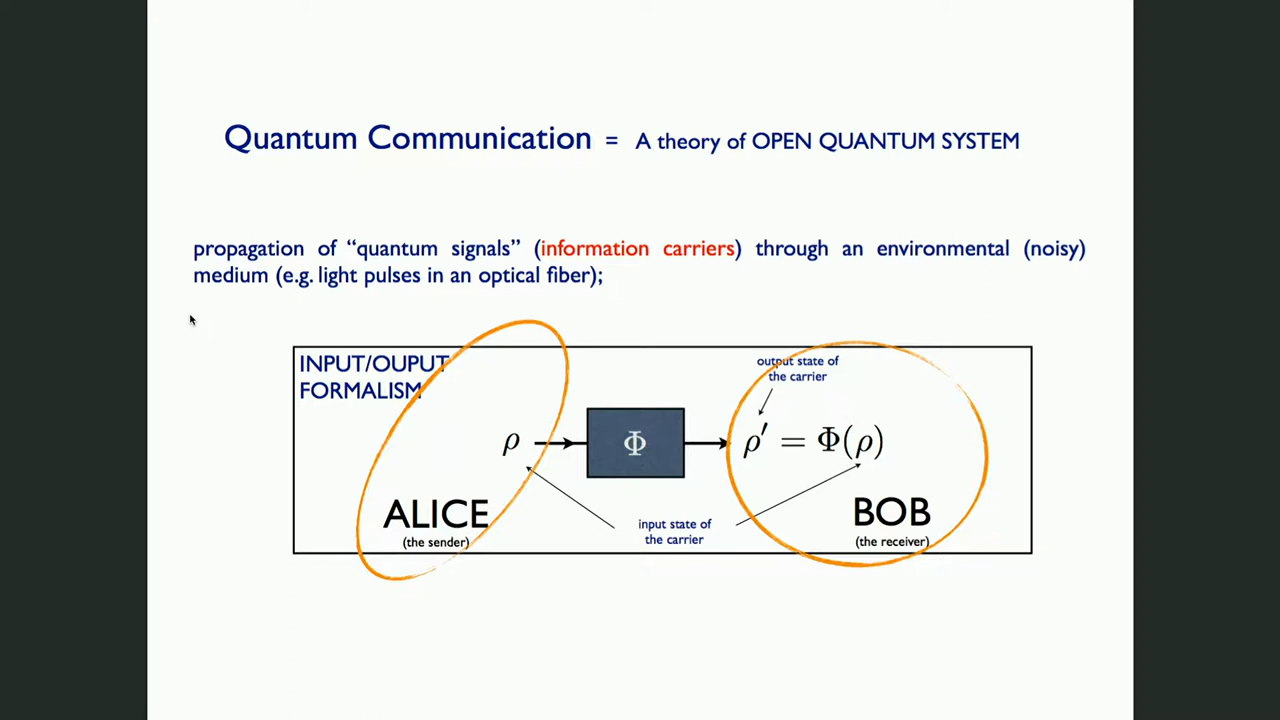 Quantum Communication = A theory of OPEN QUANTUM SYSTEM
propagation of “quantum signals” (information carriers) through an environmental (noisy)
medium (e.g. light pulses in an optical fiber);
INPUT/OUPUT
FORMALISM
output state of
the carrier
ρ
Φ
ρ′ = Φ(ρ)
ALICE
(the sender)
input state of
the carrier
BOB
(the receiver)